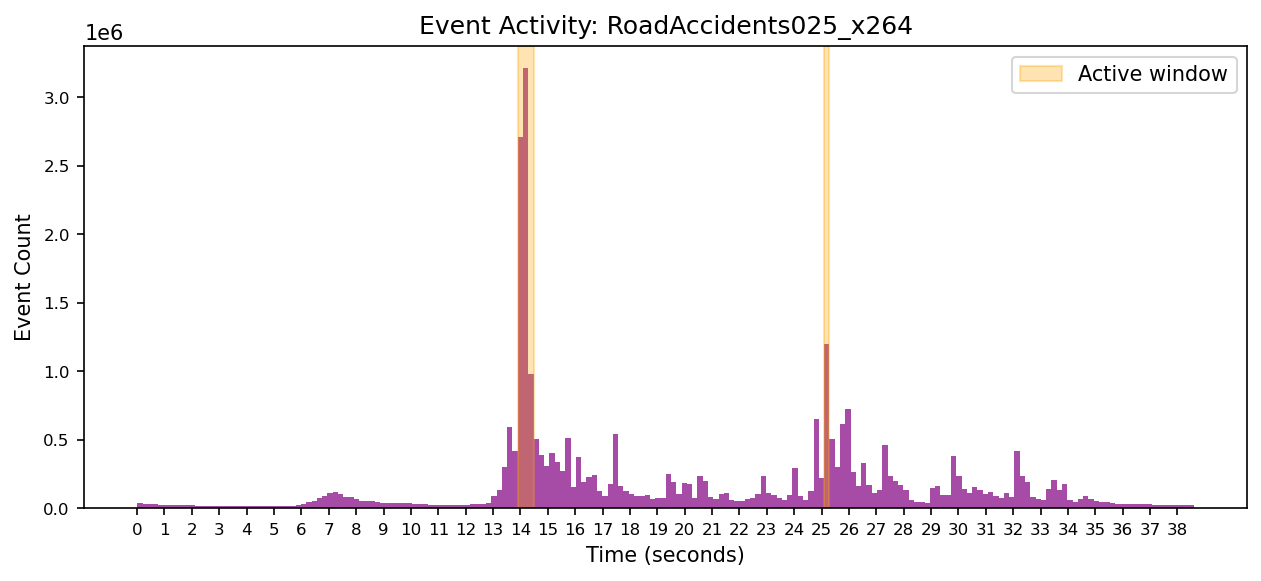 Event Activity: RoadAccidents025_x264
1e6
Active window
3.0
2.5
2.0
1.5
1.0
0.5
0.0
Event Count
0 1 2 3 4 5 6 7 8 9 10 11 12 13 14 15 16 17 18 19 20 21 22 23 24 25 26 27 28 29 30 31 32 33 34 35 36 37 38
Time (seconds)